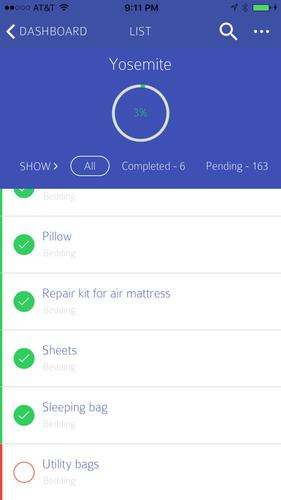 AT&T 9:11 PM
DASHBOARD LIST
Yosemite
3%
SHOW All Completed - 6 Pending - 163
Bedding
Pillow
Bedding
Repair kit for air mattress
Bedding
Sheets
Bedding
Sleeping bag
Bedding
Utility bags
Bedding